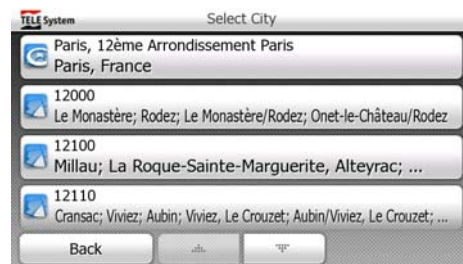 TELE System
Select City
Paris, 12ème Arrondissement Paris
Paris, France
12000
Le Monastère; Rodez; Le Monastère/Rodez; Onet-le-Château/Rodez
12100
Millau; La Roque-Sainte-Marguerite, Alteyrac; ...
12110
Cransac; Viviez; Aubin; Viviez, Le Crouzet; Aubin/Viviez, Le Crouzet; ...
Back